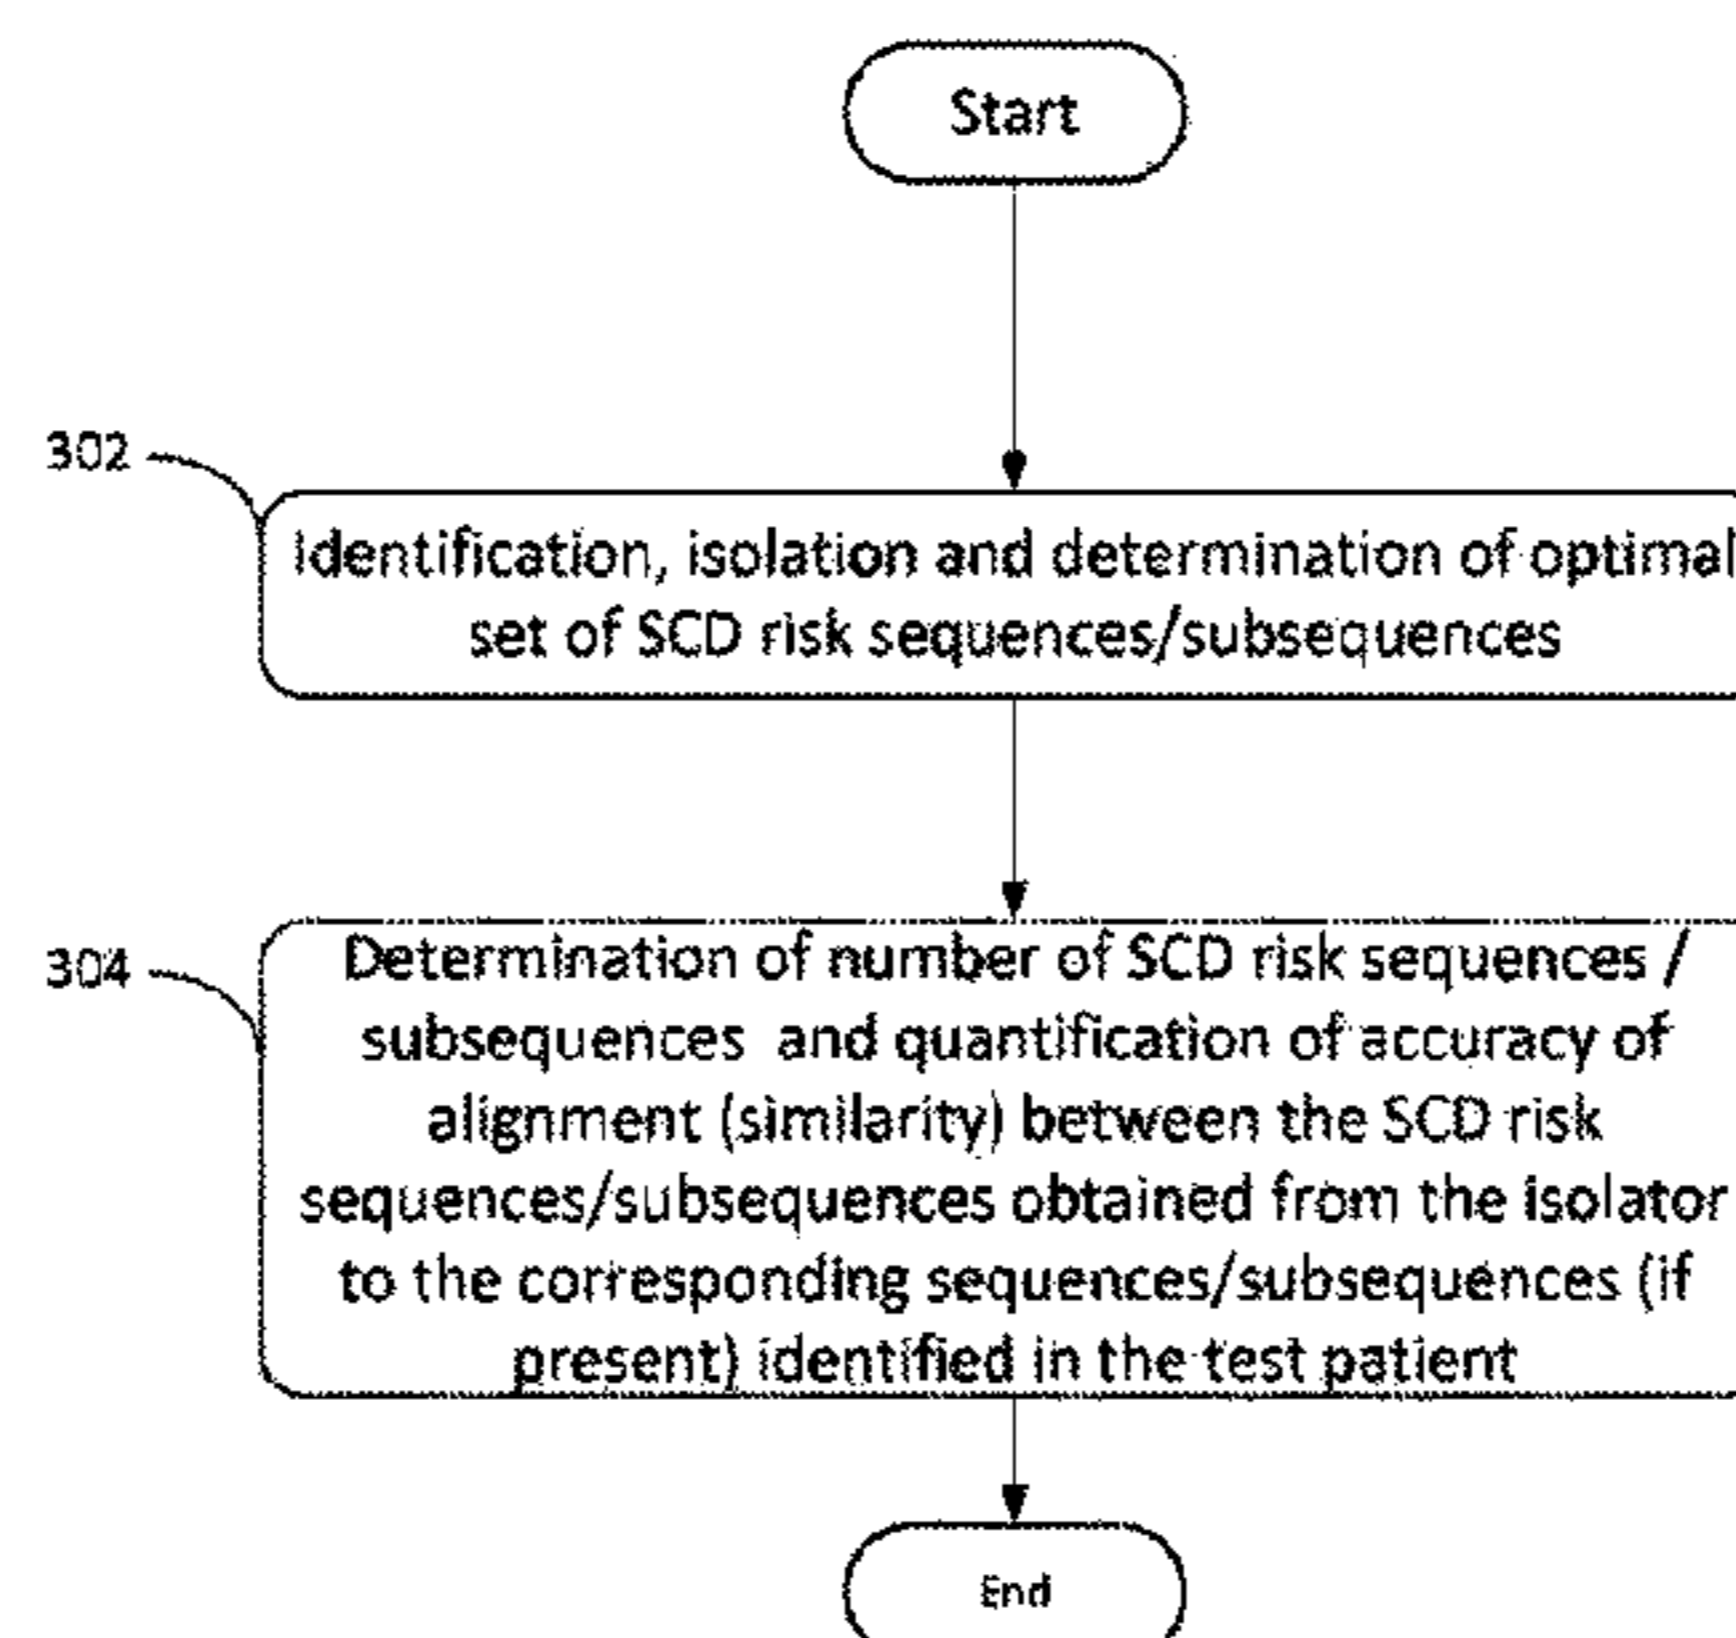 Start
302
Identification, isolation and determination of optimal
set of SCD risk sequences/subsequences
304
Determination of number of SCD risk sequences /
subsequences and quantification of accuracy of
alignment (similarity) between the SCD risk
sequences/subsequences obtained from the isolator
to the corresponding sequences/subsequences (if
present) identified in the test patient
End